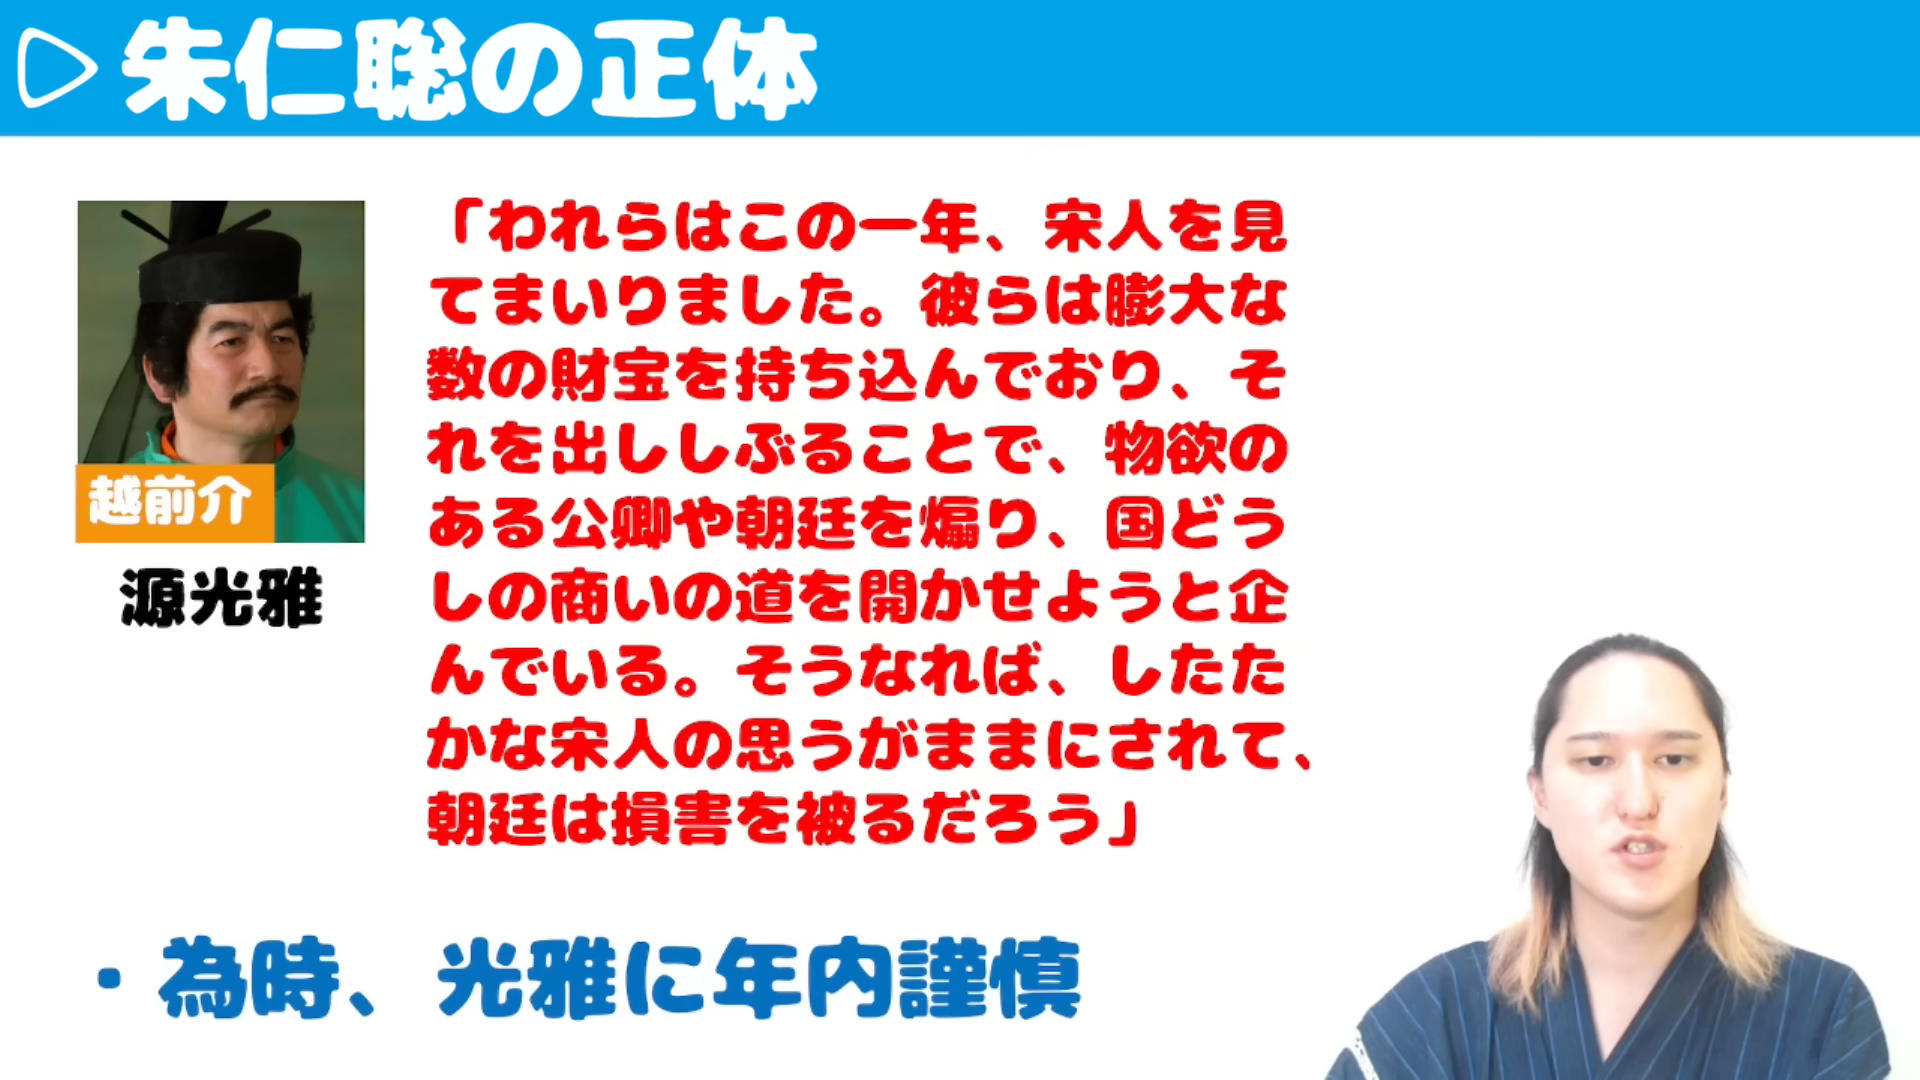 朱仁聡の正体
「われらはこの一年、宋人を見
てまいりました。彼らは膨大な
数の財宝を持ち込んでおり、そ
れを出ししぶることで、物欲の
ある公卿や朝廷を煽り、国どう
しの商いの道を開かせようと企
んでいる。そうなれば、したた
かな宋人の思うがままにされて、
朝廷は損害を被るだろう」
越前介
源光雅
・為時、光雅に年内謹慎